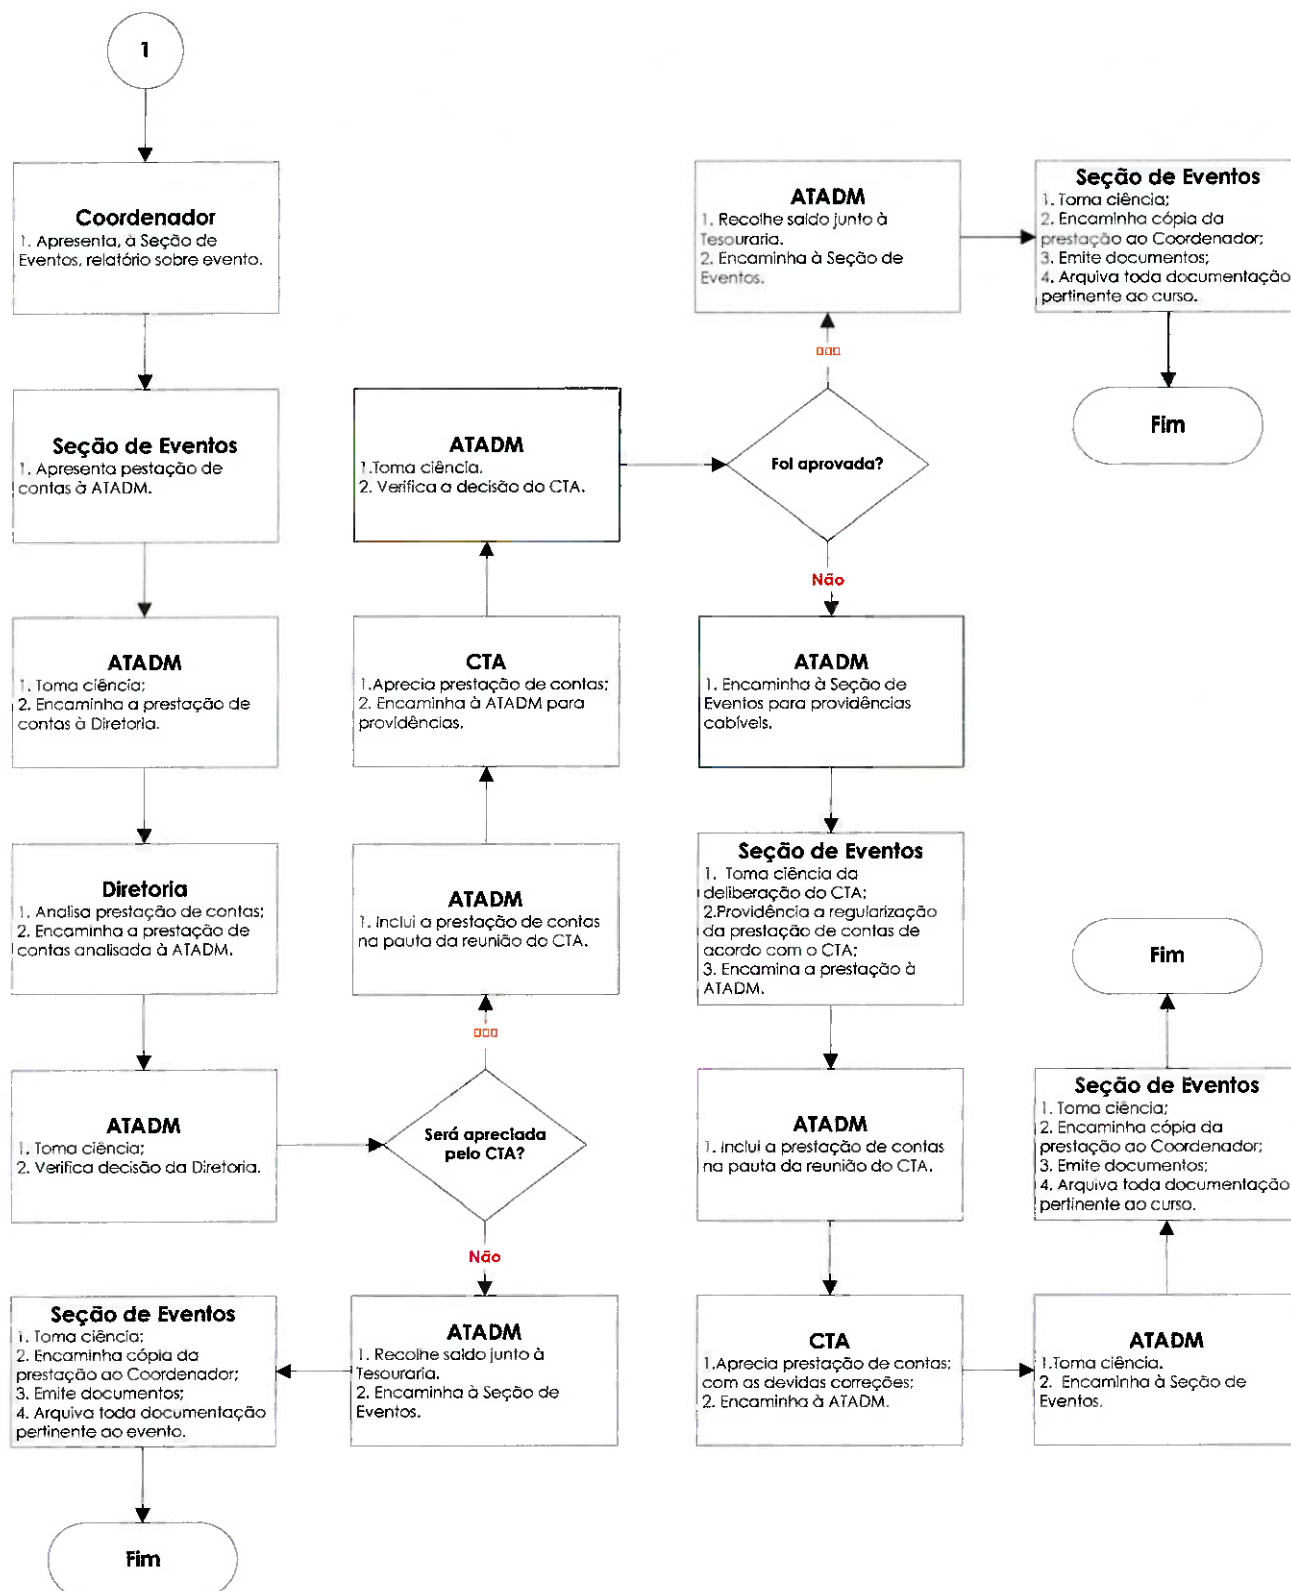 1
Coordenador
1. Apresenta, à Seção de
Eventos, relatório sobre evento.
Seção de Eventos
1. Apresenta pestação de
contas à ATADM.
ATADM
1. Toma ciência;
2. Encaminha a prestação de
contas à Diretoria.
Diretoria
1. Analisa prestação de contas;
2. Encaminha a prestação de
contas analisada à ATADM.
ATADM
1. Toma ciência;
2. Verifica decisão da Diretoria.
Será apreciada
pelo CTA?
Não
ATADM
1. Recolhe saldo junto à
Tesouraria.
2. Encaminha à Seção de
Eventos.
Seção de Eventos
1. Toma ciência;
2. Encaminha cópia da
prestação ao Coordenador;
3. Emite documentos;
4. Arquiva toda documentação
pertinente ao evento.
Fim
ATADM
1. Inclui a prestação de contas
na pauta da reunião do CTA.
CTA
1.Aprecia prestação de contas;
2. Encaminha à ATADM para
providências.
ATADM
1.Toma ciência.
2. Verifica a decisão do CTA.
Foi aprovada?
ATADM
1. Recolhe saldo junto à
Tesouraria.
2. Encaminha à Seção de
Eventos.
Seção de Eventos
1. Toma ciência;
2. Encaminha cópia da
prestação ao Coordenador;
3. Emite documentos;
4. Arquiva toda documentação
pertinente ao curso.
Fim
Não
ATADM
1. Encaminha à Seção de
Eventos para providências
cabíveis.
Seção de Eventos
1. Toma ciência da
deliberação do CTA;
2.Providência a regularização
da prestação de contas de
acordo com o CTA;
3. Encamina a prestação à
ATADM.
ATADM
1. Inclui a prestação de contas
na pauta da reunião do CTA.
CTA
1.Aprecia prestação de contas;
com as devidas correções;
2. Encaminha à ATADM.
ATADM
1.Toma ciência.
2. Encaminha à Seção de
Eventos.
Seção de Eventos
1. Toma ciência;
2. Encaminha cópia da
prestação ao Coordenador;
3. Emite documentos;
4. Arquiva toda documentação
pertinente ao curso.
Fim